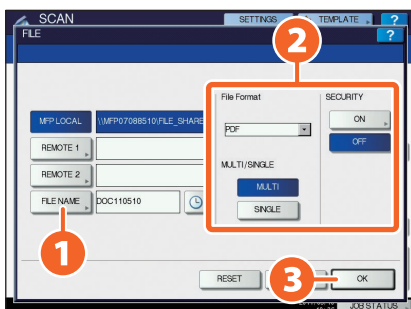 SCAN
SETTINGS
TEMPLATE
?
FILE
?
2
File Format
SECURITY
MFP LOCAL
\\MFP07088510\FILE_SHARE
PDF
ON
REMOTE 1
OFF
REMOTE 2
MULTI/SINGLE
MULTI
FILE NAME
DOC110510
SINGLE
1
RESET
3
OK
JOB STATUS